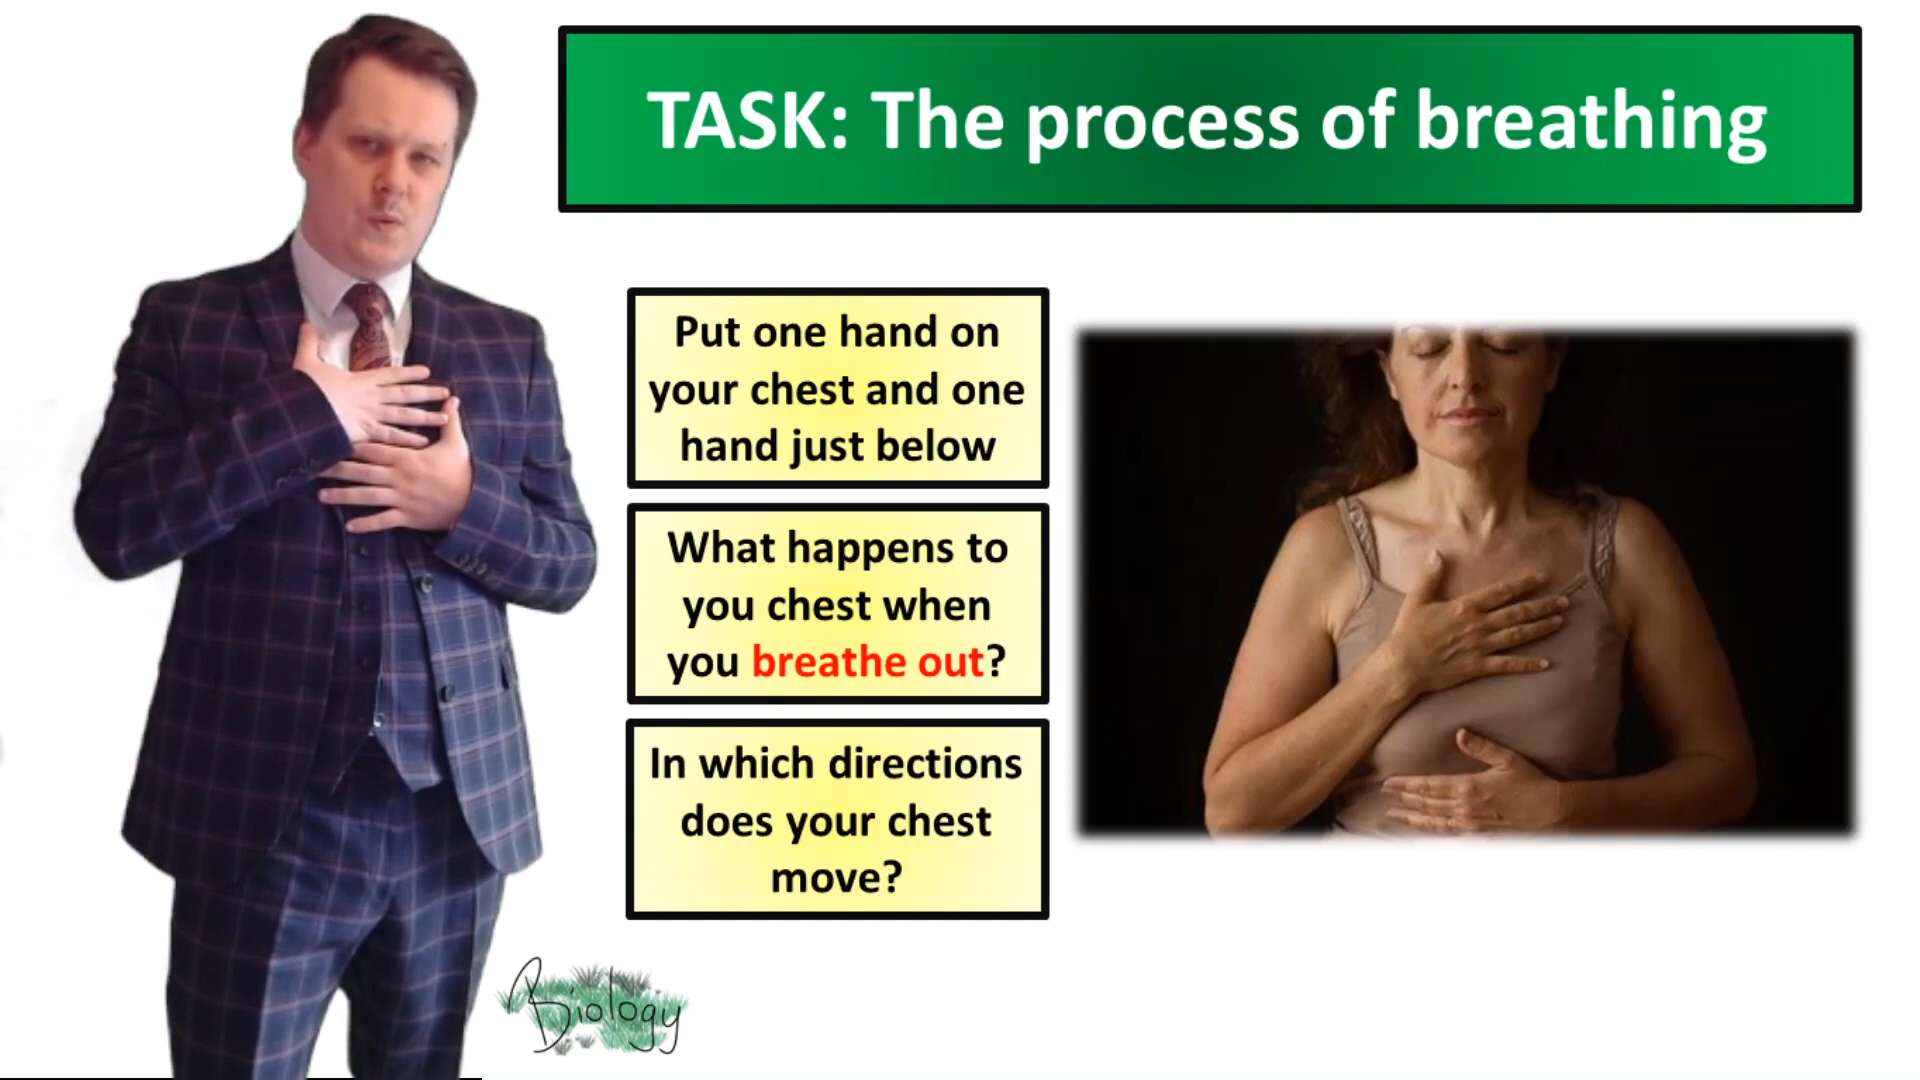 TASK: The process of breathing
Put one hand on
your chest and one
hand just below
What happens to
you chest when
you breathe out?
In which directions
does your chest
move?
Biology